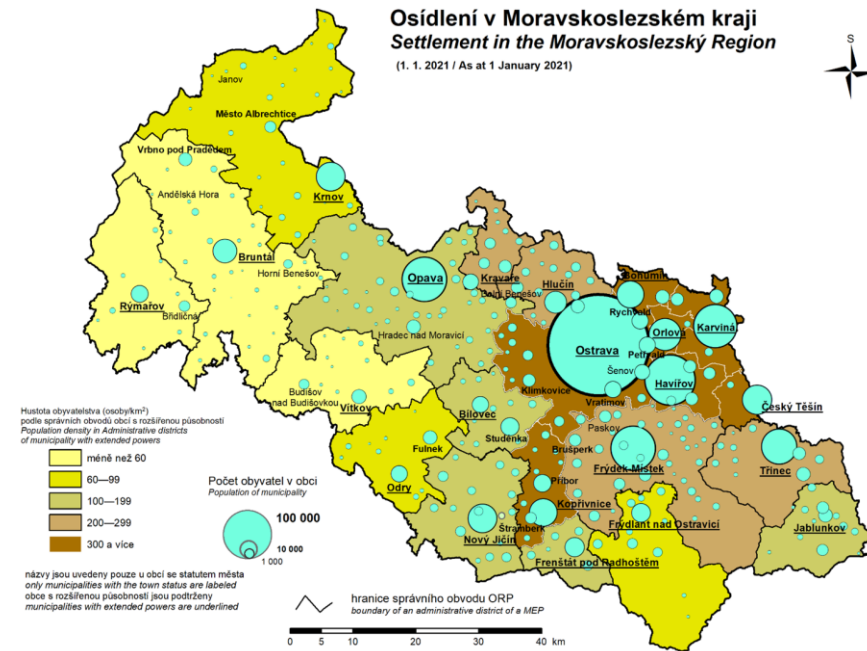 Osídlení v Moravskoslezském kraji
Settlement in the Moravskoslezský Region
(1. 1. 2021 / As at 1 January 2021)
S
Janov
Město Albrechtice
Vrbno pod Pradědem
Andělská Hora
Krnov
Bruntál
Horní Benešov
Rýmařov
Břidličná
Opava
Kravaře
Dolní Benešov
Hlučín
Bohumín
Rychvald
Orlová
Karviná
Hradec nad Moravicí
Ostrava
Petřvald
Šenov
Havířov
Budišov
nad Budišovkou
Vítkov
Klimkovice
Vratimov
Český Těšín
Bílovec
Studénka
Paskov
Brušperk
Fulnek
Odry
Frýdek-Místek
Třinec
Příbor
Kopřivnice
Štramberk
Nový Jičín
Frýdlant nad Ostravicí
Jablunkov
Frenštát pod Radhoštěm
Hustota obyvatelstva (osoby/km²)
podle správních obvodů obcí s rozšířenou působností
Population density in Administrative districts
of municipality with extended powers
méně než 60
60—99
100—199
200—299
300 a více
Počet obyvatel v obci
Population of municipality
100 000
10 000
1 000
názvy jsou uvedeny pouze u obcí se statutem města
only municipalities with the town status are labeled
obce s rozšířenou působností jsou podtrženy
municipalities with extended powers are underlined
hranice správního obvodu ORP
boundary of an administrative district of a MEP
0 5 10 20 30 40 km